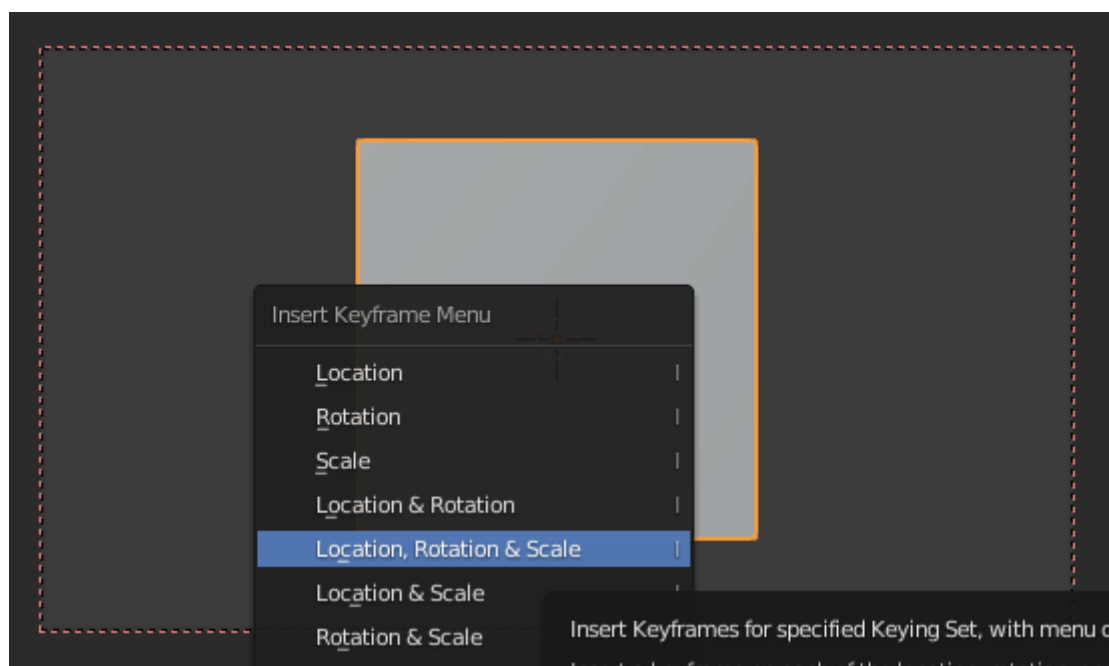 Insert Keyframe Menu
Location I
Rotation I
Scale I
Location & Rotation I
Location, Rotation & Scale I
Location & Scale I
Rotation & Scale
Insert Keyframes for specified Keying Set, with menu